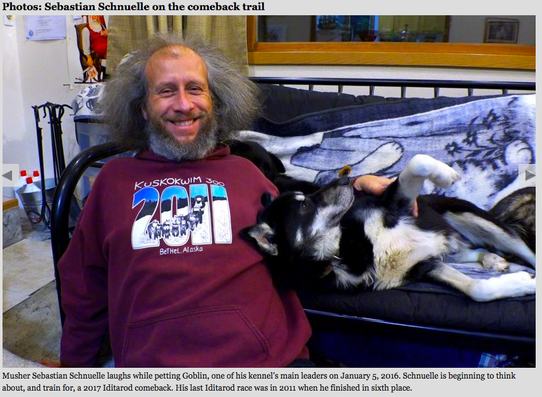 Photos: Sebastian Schnuelle on the comeback trail
KUSKOKWIM 300
2011
BETHEL, Alaska
Musher Sebastian Schnuelle laughs while petting Goblin, one of his kennel's main leaders on January 5, 2016. Schnuelle is beginning to think
about, and train for, a 2017 Iditarod comeback. His last Iditarod race was in 2011 when he finished in sixth place.